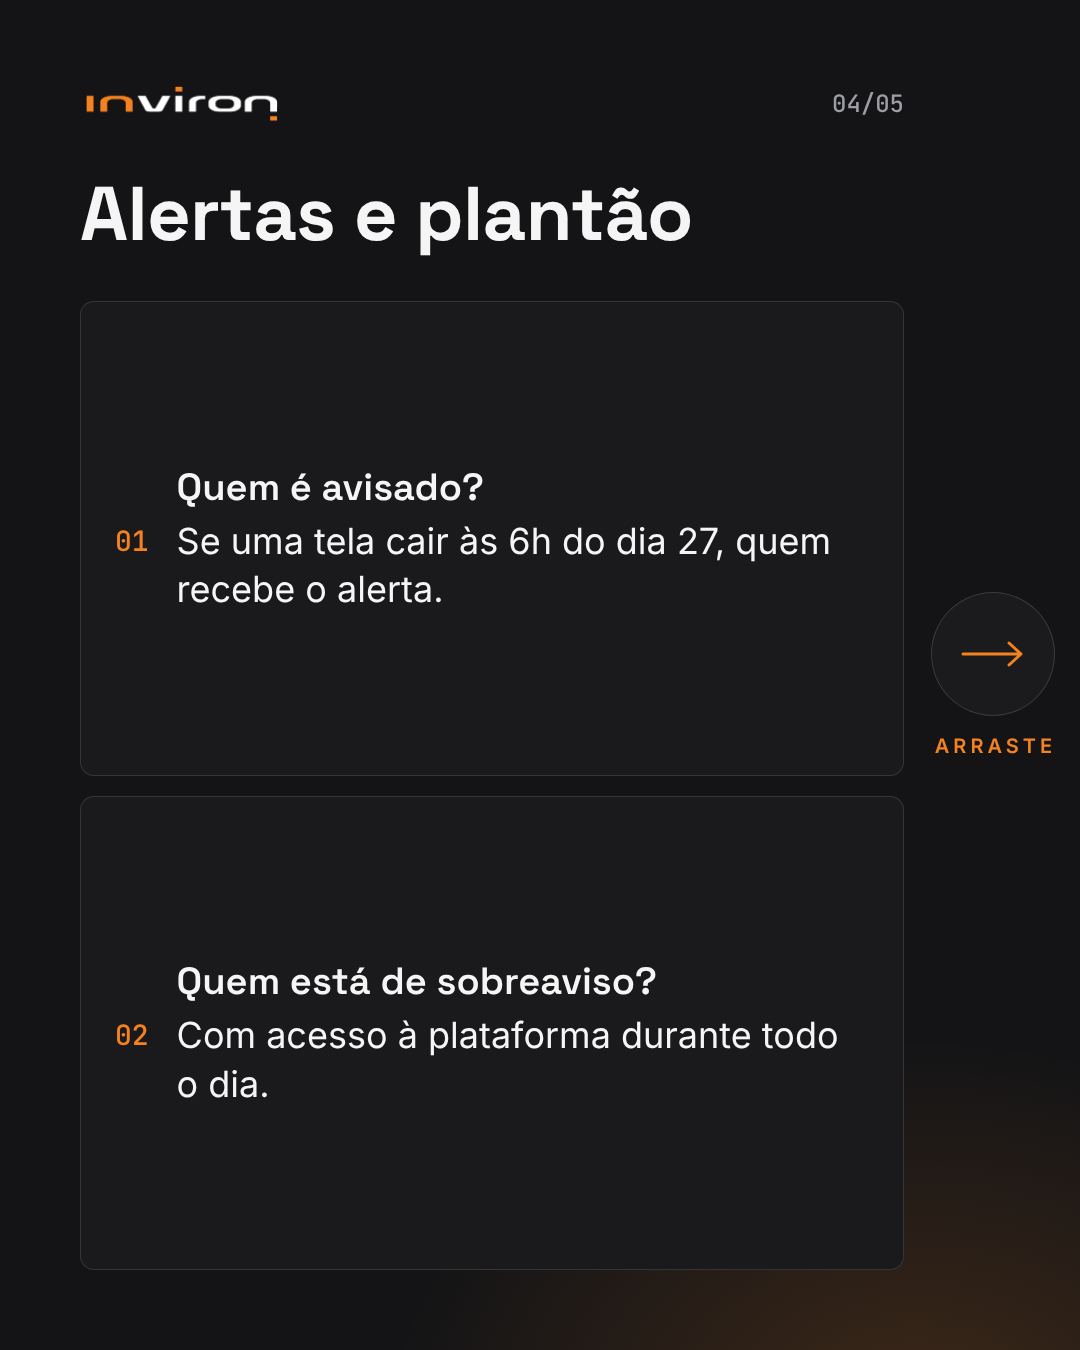 inviron
04/05
Alertas e plantão
Quem é avisado?
01
Se uma tela cair às 6h do dia 27, quem
recebe o alerta.
ARRASTE
Quem está de sobreaviso?
02
Com acesso à plataforma durante todo
o dia.